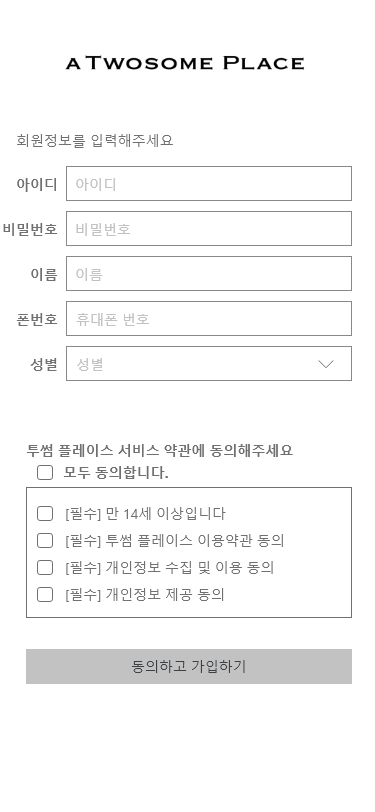 A TWOSOME PLACE
회원정보를 입력해주세요
아이디 아이디
비밀번호 비밀번호
이름 이름
폰번호 휴대폰 번호
성별 성별
투썸 플레이스 서비스 약관에 동의해주세요
모두 동의합니다.
[필수] 만 14세 이상입니다
[필수] 투썸 플레이스 이용약관 동의
[필수] 개인정보 수집 및 이용 동의
[필수] 개인정보 제공 동의
동의하고 가입하기